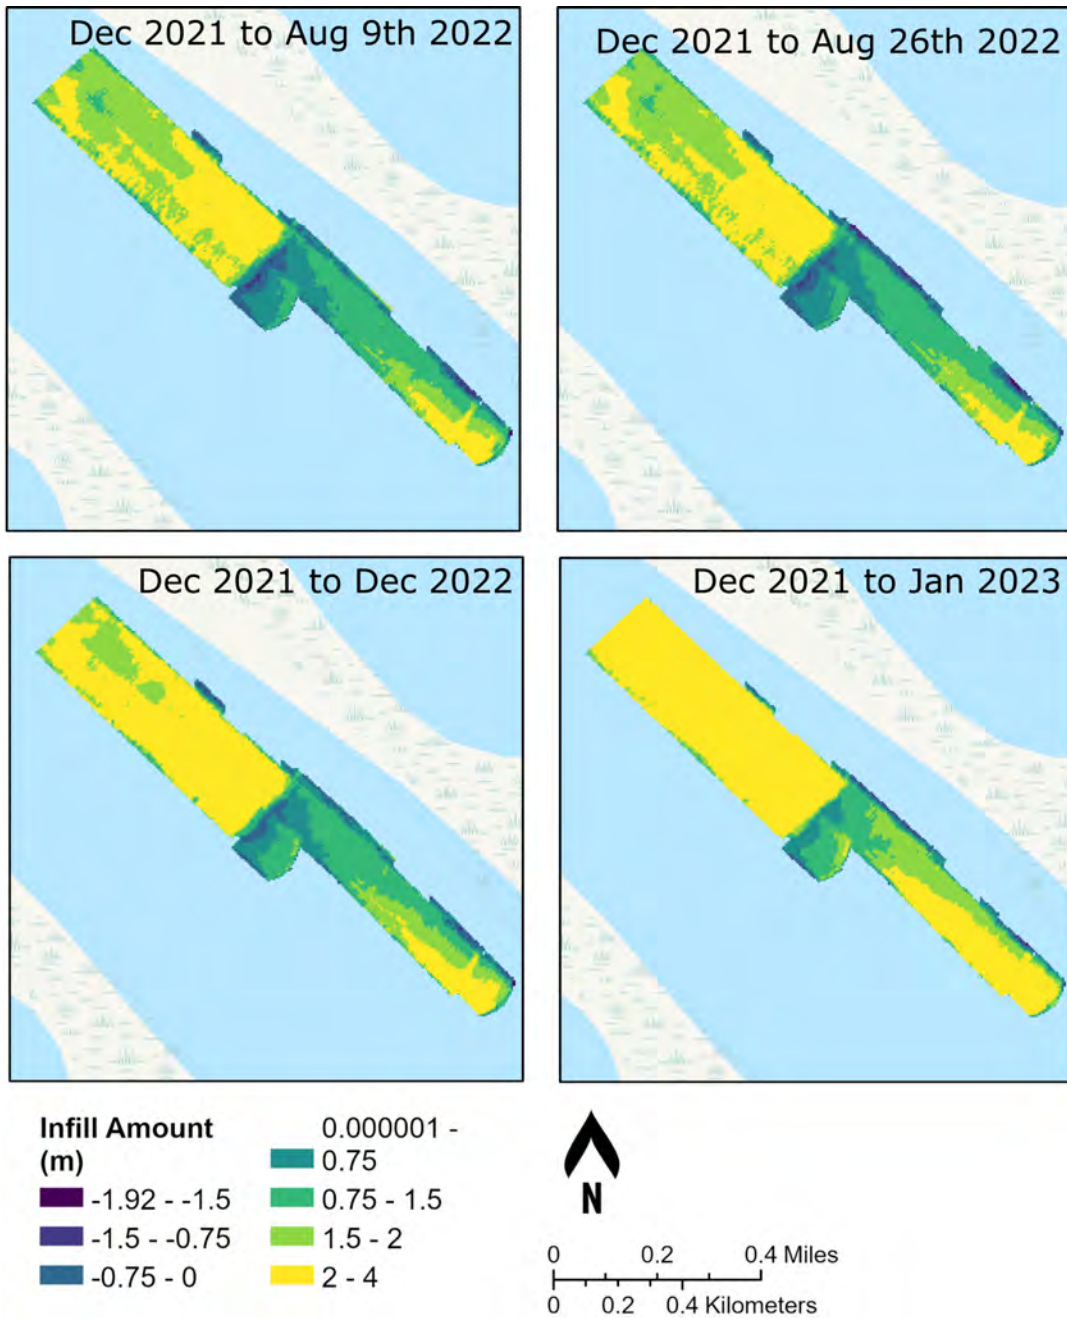 Dec 2021 to Aug 9th 2022
Dec 2021 to Aug 26th 2022
Dec 2021 to Dec 2022
Dec 2021 to Jan 2023
Infill Amount
(m)
-1.92 - -1.5
-1.5 - -0.75
-0.75 - 0
0.000001 -
0.75
0.75 - 1.5
1.5 - 2
2 - 4
N
0 0.2 0.4 Miles
0 0.2 0.4 Kilometers